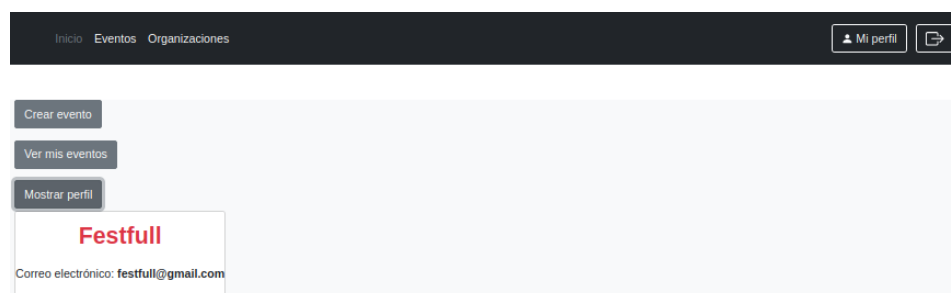 Inicio Eventos Organizaciones Mi perfil
Crear evento
Ver mis eventos
Mostrar perfil
Festfull
Correo electrónico: festfull@gmail.com